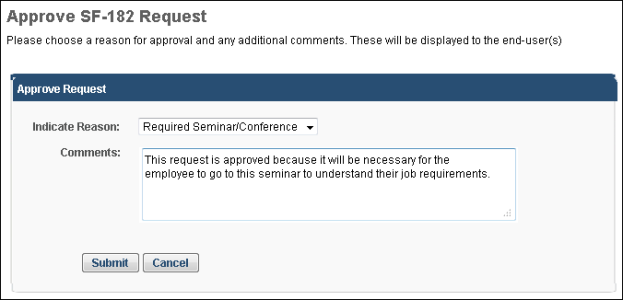 Approve SF-182 Request
Please choose a reason for approval and any additional comments. These will be displayed to the end-user(s)
Approve Request
Indicate Reason: Required Seminar/Conference
Comments: This request is approved because it will be necessary for the
employee to go to this seminar to understand their job requirements.
Submit Cancel